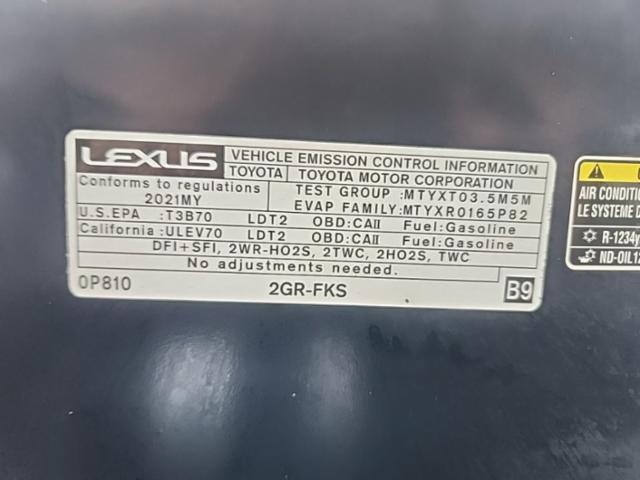 LEXUS VEHICLE EMISSION CONTROL INFORMATION
TOYOTA TOYOTA MOTOR CORPORATION
Conforms to regulations
2021MY
TEST GROUP :MTYXT03.5M5M
EVAP FAMILY:MTYXR0165P82
U.S.EPA :T3B70 LDT2 OBD:CAII Fuel:Gasoline
California :ULEV70 LDT2 OBD:CAII Fuel:Gasoline
DFI+SFI, 2WR-HO2S, 2TWC, 2HO2S, TWC
No adjustments needed.
0P810 2GR-FKS B9
AIR CONDITI
LE SYSTEME D
R-1234y
ND-OIL12